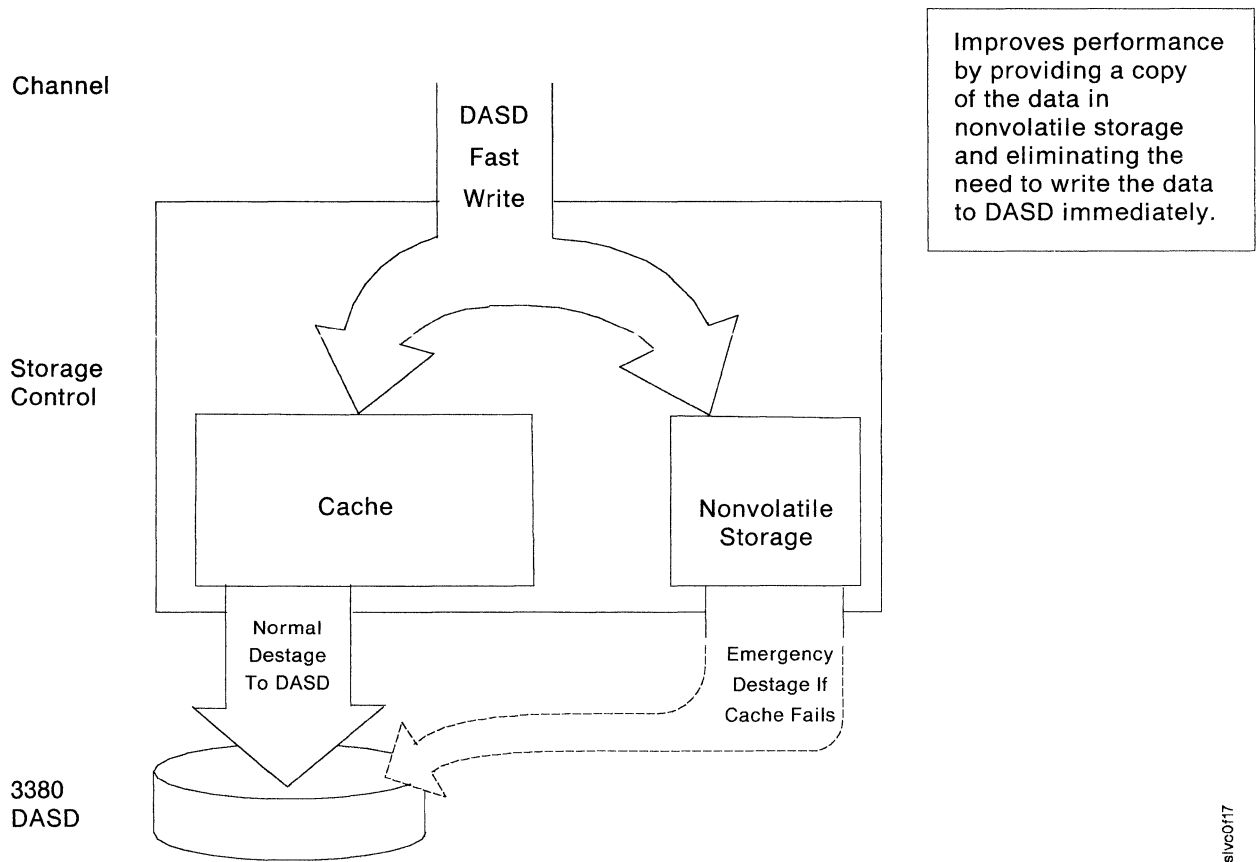 Improves performance
by providing a copy
of the data in
nonvolatile storage
and eliminating the
need to write the data
to DASD immediately.
Channel
DASD
Fast
Write
Storage
Control
Cache
Nonvolatile
Storage
Normal
Destage
To DASD
Emergency
Destage If
Cache Fails
3380
DASD
slvc0f17